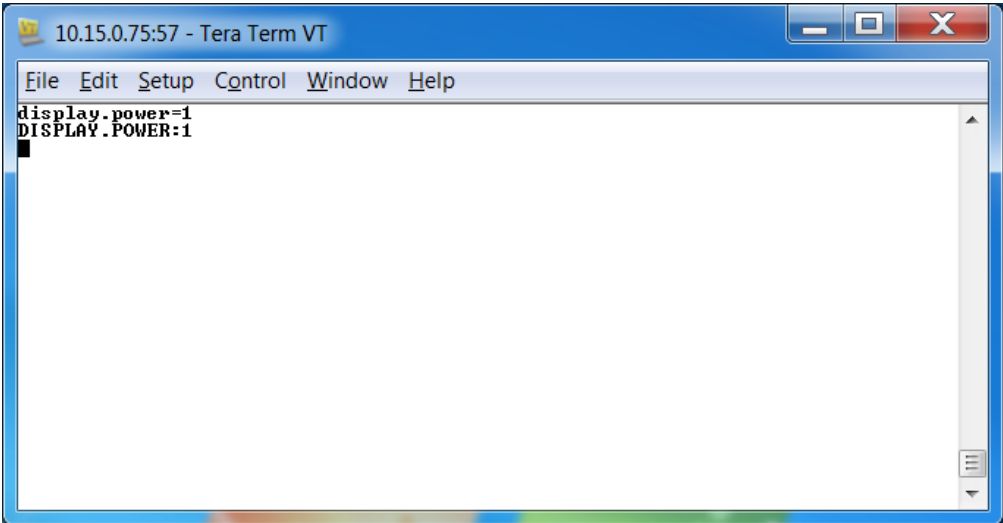 10.15.0.75:57 - Tera Term VT
File Edit Setup Control Window Help
display.power=1
DISPLAY.POWER:1